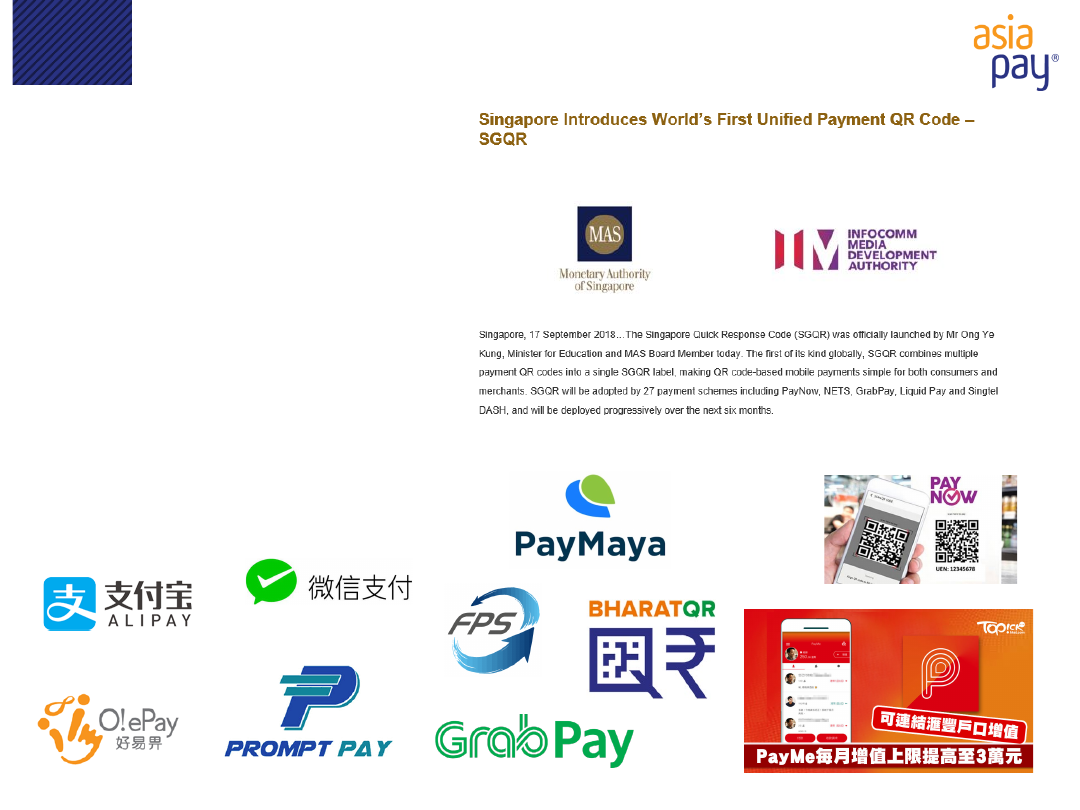 asia
pay®
Singapore Introduces World's First Unified Payment QR Code –
SGQR
MAS
Monetary Authority
of Singapore
INFOCOMM
MEDIA
DEVELOPMENT
AUTHORITY
Singapore, 17 September 2018…The Singapore Quick Response Code (SGQR) was officially launched by Mr Ong Ye
Kung, Minister for Education and MAS Board Member today. The first of its kind globally, SGQR combines multiple
payment QR codes into a single SGQR label, making QR code-based mobile payments simple for both consumers and
merchants. SGQR will be adopted by 27 payment schemes including PayNow, NETS, GrabPay, Liquid Pay and Singtel
DASH, and will be deployed progressively over the next six months.
PayMaya
PAY
NOW
UEN: 12345678
支 支付宝
ALIPAY
微信支付
FPS
BHARATQR
TOPick
O!ePay
好易畀
PROMPT PAY
GrabPay
可連結滙豐戶口增值
PayMe每月增值上限提高至3萬元